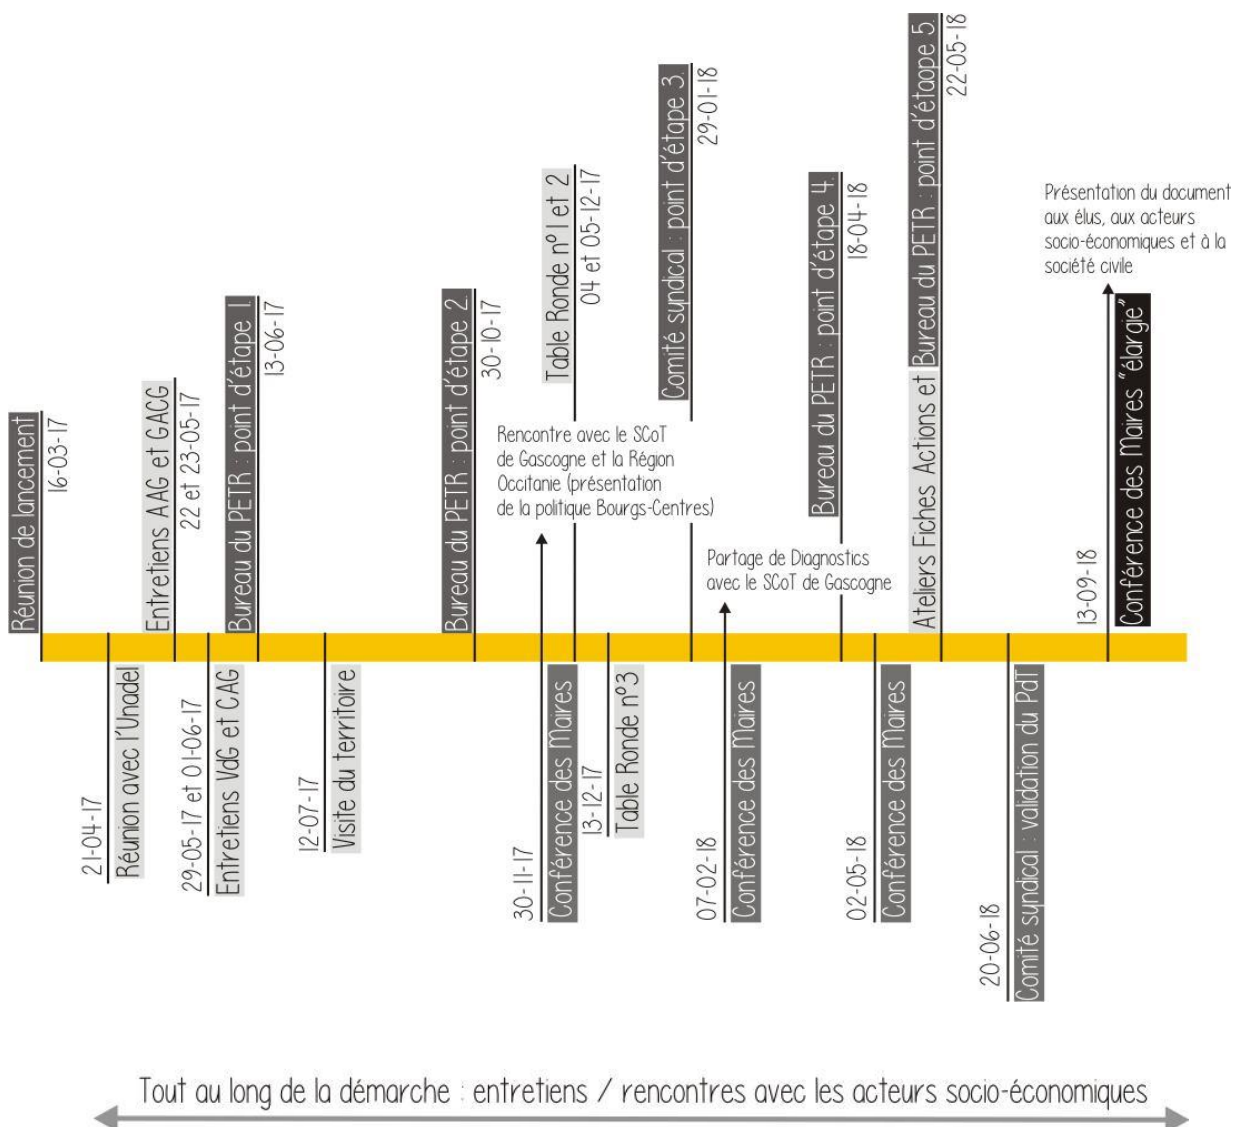 Réunion de lancement
16-03-17
21-04-17
Réunion avec l'Unadel
Entretiens AAG et GACG
22 et 23-05-17
29-05-17 et 01-06-17
Entretiens VdG et CAG
Bureau du PETR : point d'étape 1.
13-06-17
12-07-17
Visite du territoire
Bureau du PETR : point d'étape 2.
30-10-17
Rencontre avec le SCoT
de Gascogne et la Région
Occitanie (présentation
de la politique Bourgs-Centres)
30-11-17
Conférence des Maires
Table Ronde n°1 et 2
04 et 05-12-17
13-12-17
Table Ronde n°3
Comité syndical : point d'étape 3.
29-01-18
Partage de Diagnostics
avec le SCoT de Gascogne
07-02-18
Conférence des Maires
Bureau du PETR : point d'étape 4.
18-04-18
02-05-18
Conférence des Maires
Ateliers Fiches Actions et Bureau du PETR : point d'étaope 5.
22-05-18
20-06-18
Comité syndical : validation du PdT
Présentation du document
aux élus, aux acteurs
socio-économiques et à la
société civile
13-09-18
Conférence des Maires "élargie"
Tout au long de la démarche : entretiens / rencontres avec les acteurs socio-économiques